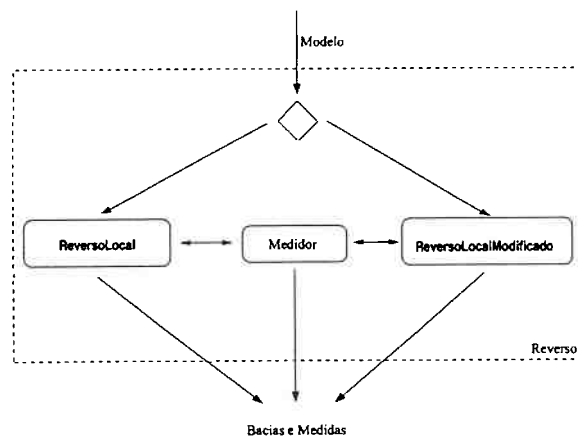 Modelo
ReversoLocal
Medidor
ReversoLocalModificado
Reverso
Bacias e Medidas